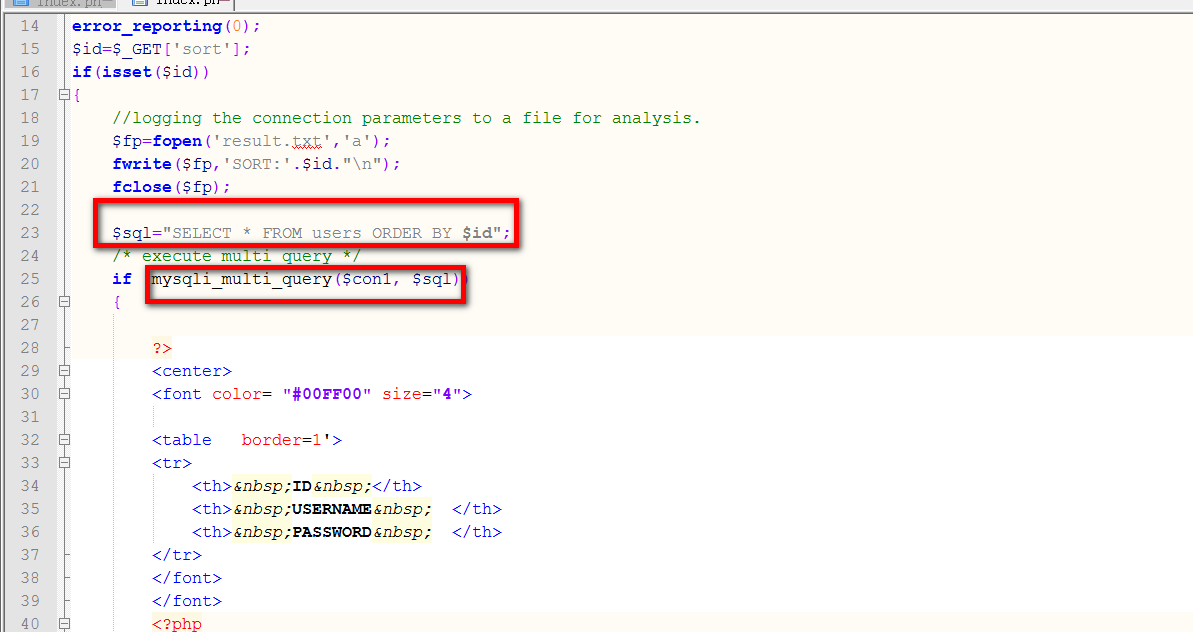 14 error_reporting(0);
15 $id=$_GET['sort'];
16 if(isset($id))
17 {
18 //logging the connection parameters to a file for analysis.
19 $fp=fopen('result.txt','a');
20 fwrite($fp,'SORT:'.$id."\n");
21 fclose($fp);
22
23 $sql="SELECT * FROM users ORDER BY $id";
24 /* execute multi query */
25 if mysqli_multi_query($con1, $sql))
26 {
27
28 ?>
29 <center>
30 <font color= "#00FF00" size="4">
31
32 <table   border=1'>
33 <tr>
34 <th>&nbsp;ID&nbsp;</th>
35 <th>&nbsp;USERNAME&nbsp;  </th>
36 <th>&nbsp;PASSWORD&nbsp;  </th>
37 </tr>
38 </font>
39 </font>
40 <?php